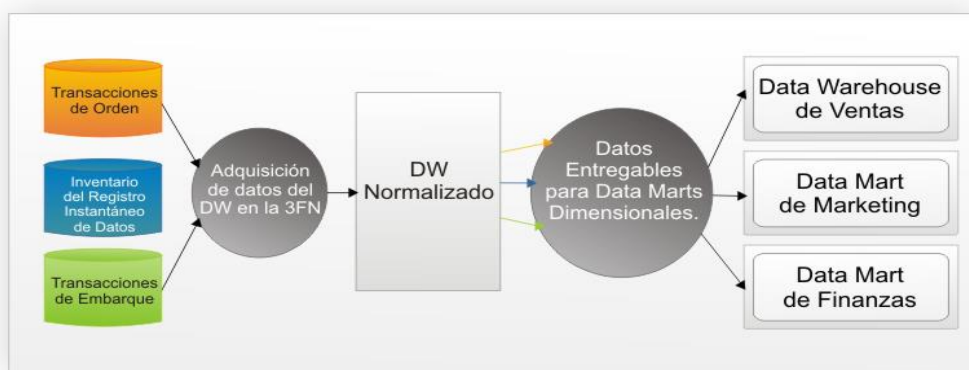 Transacciones
de Orden
Inventario
del Registro
Instantáneo
de Datos
Transacciones
de Embarque
Adquisición
de datos del
DW en la 3FN
DW
Normalizado
Datos
Entregables
para Data Marts
Dimensionales.
Data Warehouse
de Ventas
Data Mart
de Marketing
Data Mart
de Finanzas